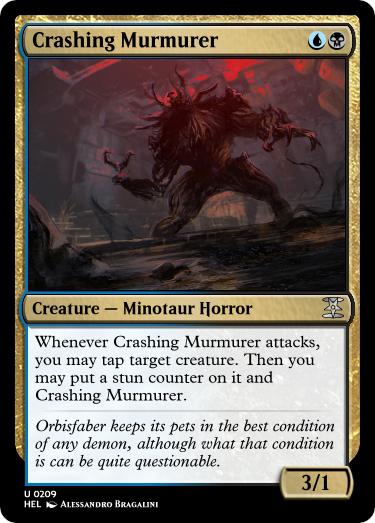 Crashing Murmurer
Creature — Minotaur Horror
Whenever Crashing Murmurer attacks,
you may tap target creature. Then you
may put a stun counter on it and
Crashing Murmurer.
Orbisfaber keeps its pets in the best condition
of any demon, although what that condition
is can be quite questionable.
3/1
U 0209
HEL Alessandro Bragalini